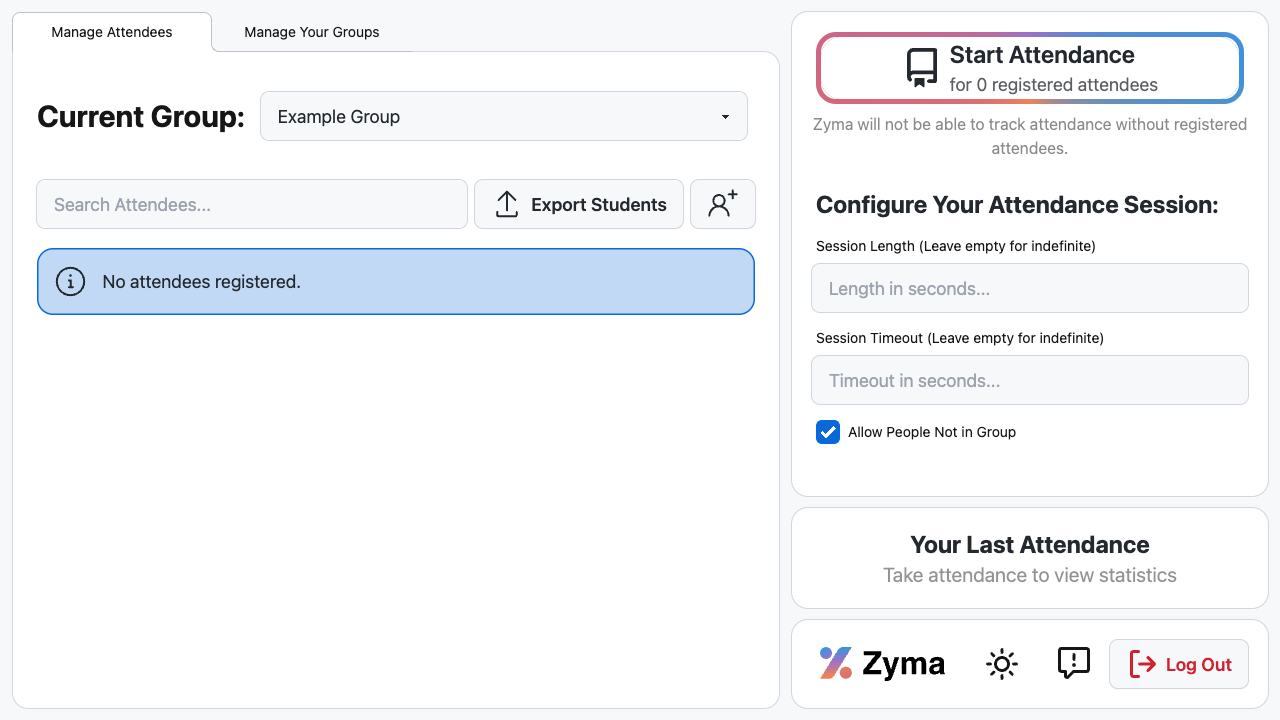 Manage Attendees
Manage Your Groups
Current Group:
Example Group
Search Attendees...
Export Students
No attendees registered.
Start Attendance
for 0 registered attendees
Zyma will not be able to track attendance without registered
attendees.
Configure Your Attendance Session:
Session Length (Leave empty for indefinite)
Length in seconds...
Session Timeout (Leave empty for indefinite)
Timeout in seconds...
Allow People Not in Group
Your Last Attendance
Take attendance to view statistics
Zyma
Log Out